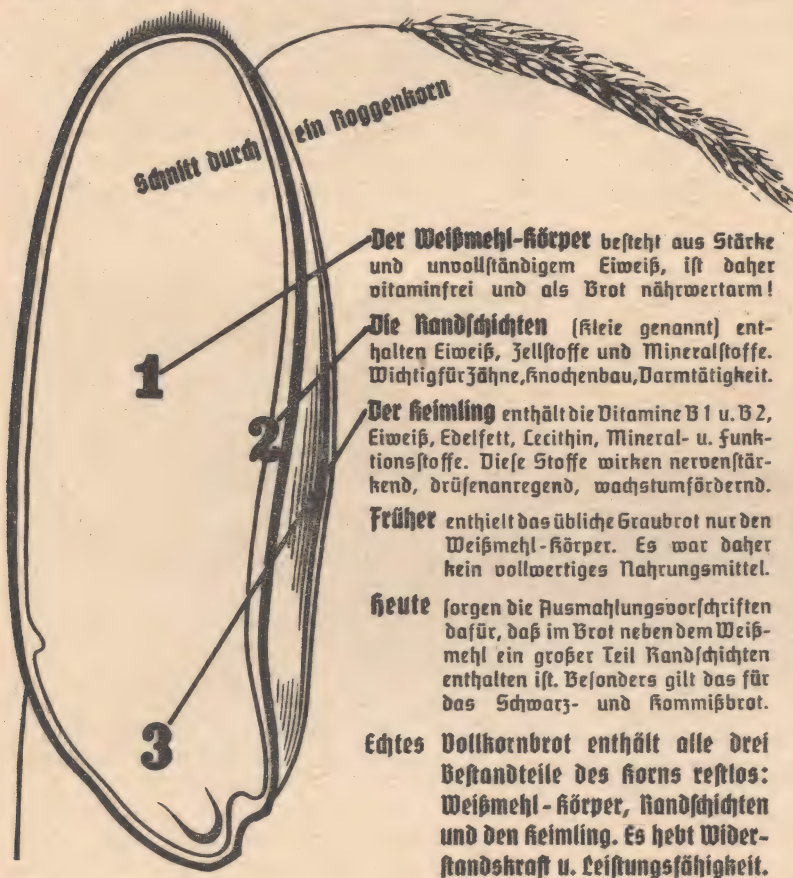 Schnitt durch ein Roggenkorn
Der Weißmehl-Körper besteht aus Stärke
und unvollständigem Eiweiß, ist daher
vitaminfrei und als Brot nährwertarm!
Die Randschichten (Kleie genannt) ent-
halten Eiweiß, Zellstoffe und Mineralstoffe.
Wichtig für Zähne, Knochenbau, Darmtätigkeit.
Der Keimling enthält die Vitamine B 1 u. B 2,
Eiweiß, Edelfett, Lecithin, Mineral- u. Funk-
tionsstoffe. Diese Stoffe wirken nervenstär-
kend, drüsenanregend, wachstumfördernd.
Früher enthielt das übliche Graubrot nur den
Weißmehl-Körper. Es war daher
kein vollwertiges Nahrungsmittel.
Heute sorgen die Ausmahlungsvorschriften
dafür, daß im Brot neben dem Weiß-
mehl ein großer Teil Randschichten
enthalten ist. Besonders gilt das für
das Schwarz- und Kommißbrot.
Echtes Vollkornbrot enthält alle drei
Bestandteile des Korns restlos:
Weißmehl-Körper, Randschichten
und den Keimling. Es hebt Wider-
standskraft u. Leistungsfähigkeit.
1
2
3